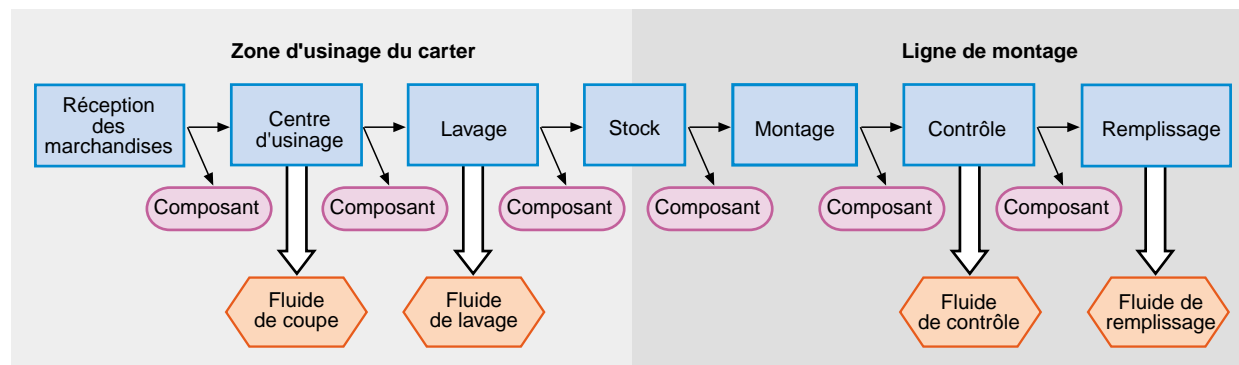 Zone d'usinage du carter
Ligne de montage
Réception
des
marchandises
Centre
d'usinage
Lavage
Stock
Montage
Contrôle
Remplissage
Composant
Composant
Composant
Composant
Composant
Composant
Fluide
de coupe
Fluide
de lavage
Fluide
de contrôle
Fluide de
remplissage